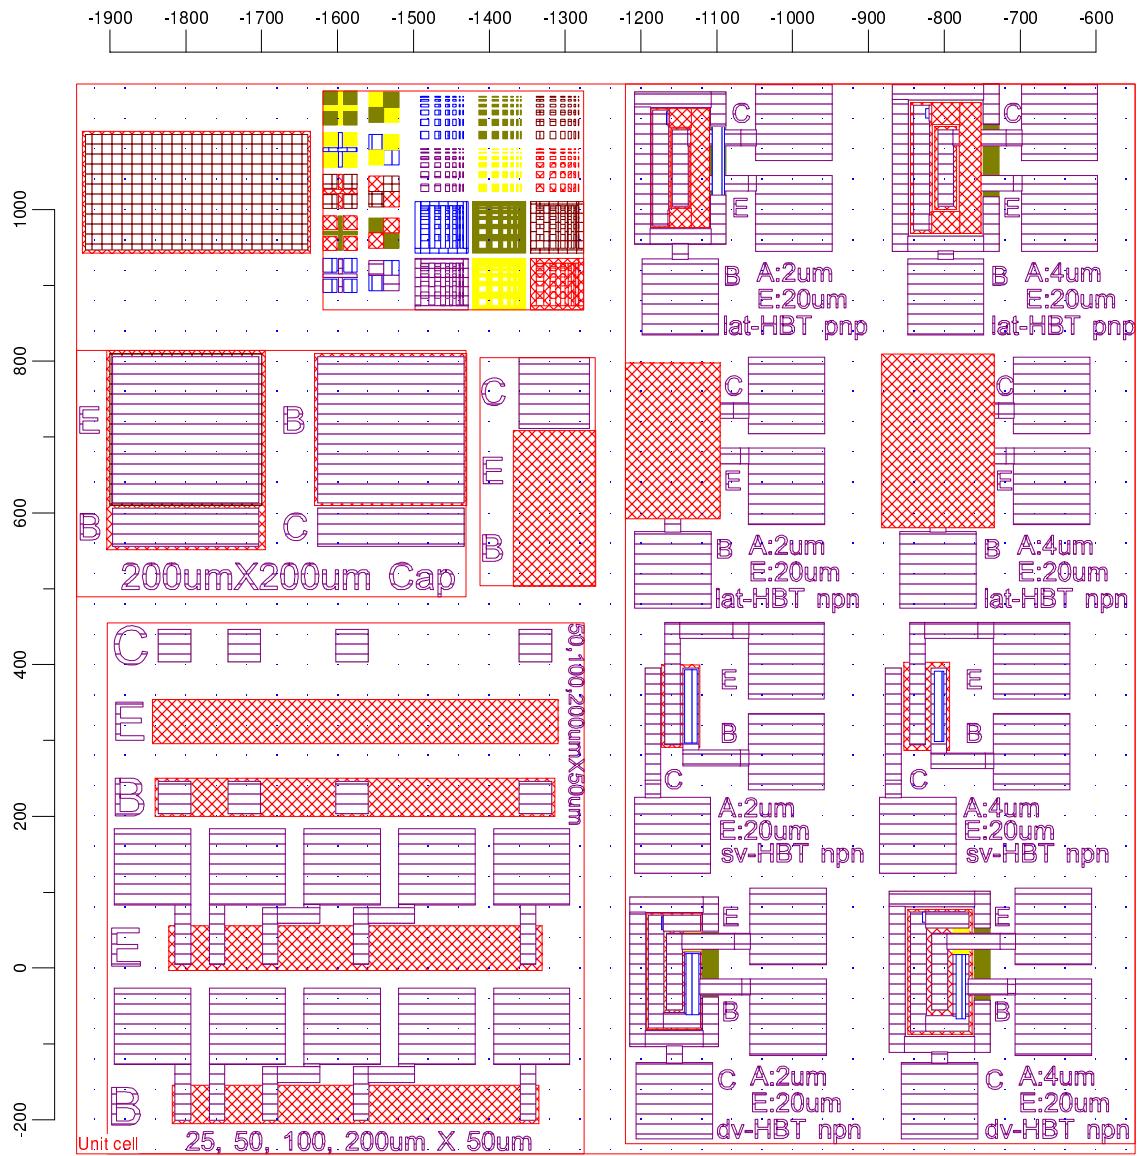 -1900 -1800 -1700 -1600 -1500 -1400 -1300 -1200 -1100 -1000 -900 -800 -700 -600
1000
800
600
400
200
0
-200
C
E
B
A:2um
E:20um
lat-HBT pnp
C
E
B
A:4um
E:20um
lat-HBT pnp
E
B
B
C
200umX200um Cap
C
E
B
C
E
B
A:2um
E:20um
lat-HBT npn
C
E
B
A:4um
E:20um
lat-HBT npn
C
E
B
50,100,200umX50um
E
B
C
A:2um
E:20um
sv-HBT npn
E
B
C
A:4um
E:20um
sv-HBT npn
E
B
25, 50, 100, 200um X 50um
E
B
C
A:2um
E:20um
dv-HBT npn
E
B
C
A:4um
E:20um
dv-HBT npn
Unit cell